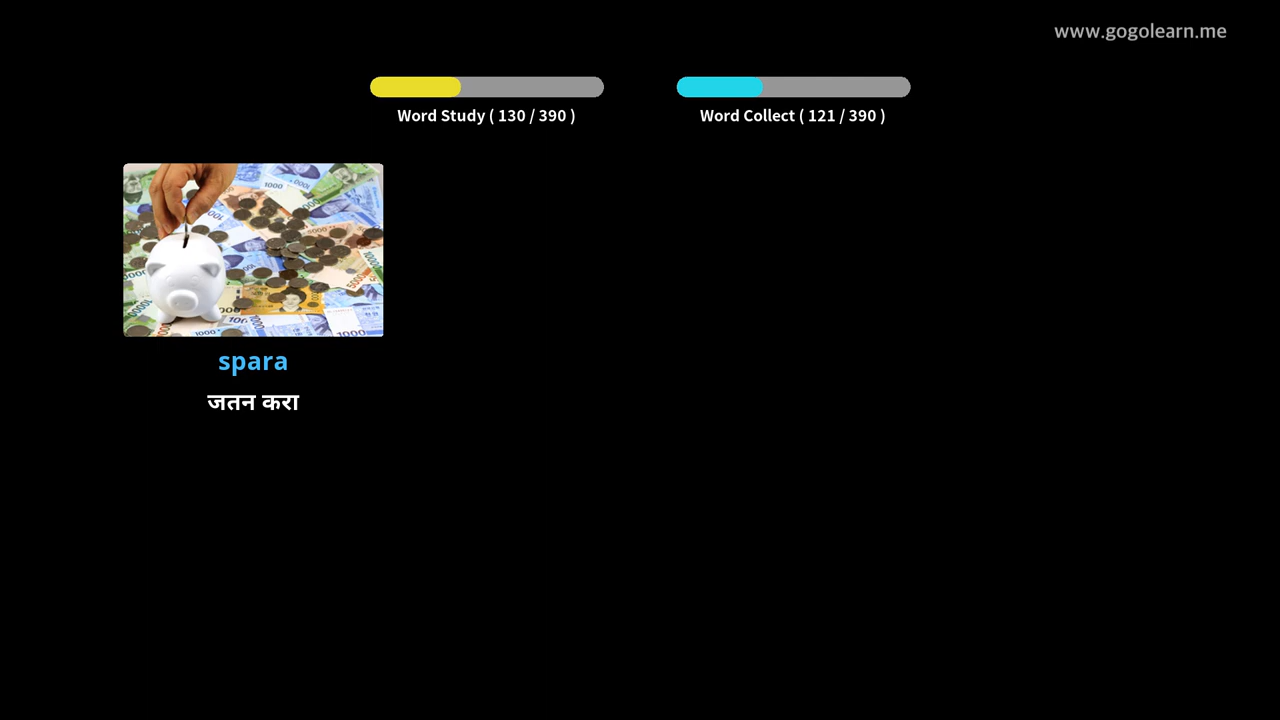 www.gogolearn.me
Word Study ( 130 / 390 )
Word Collect ( 121 / 390 )
spara
जतन करा